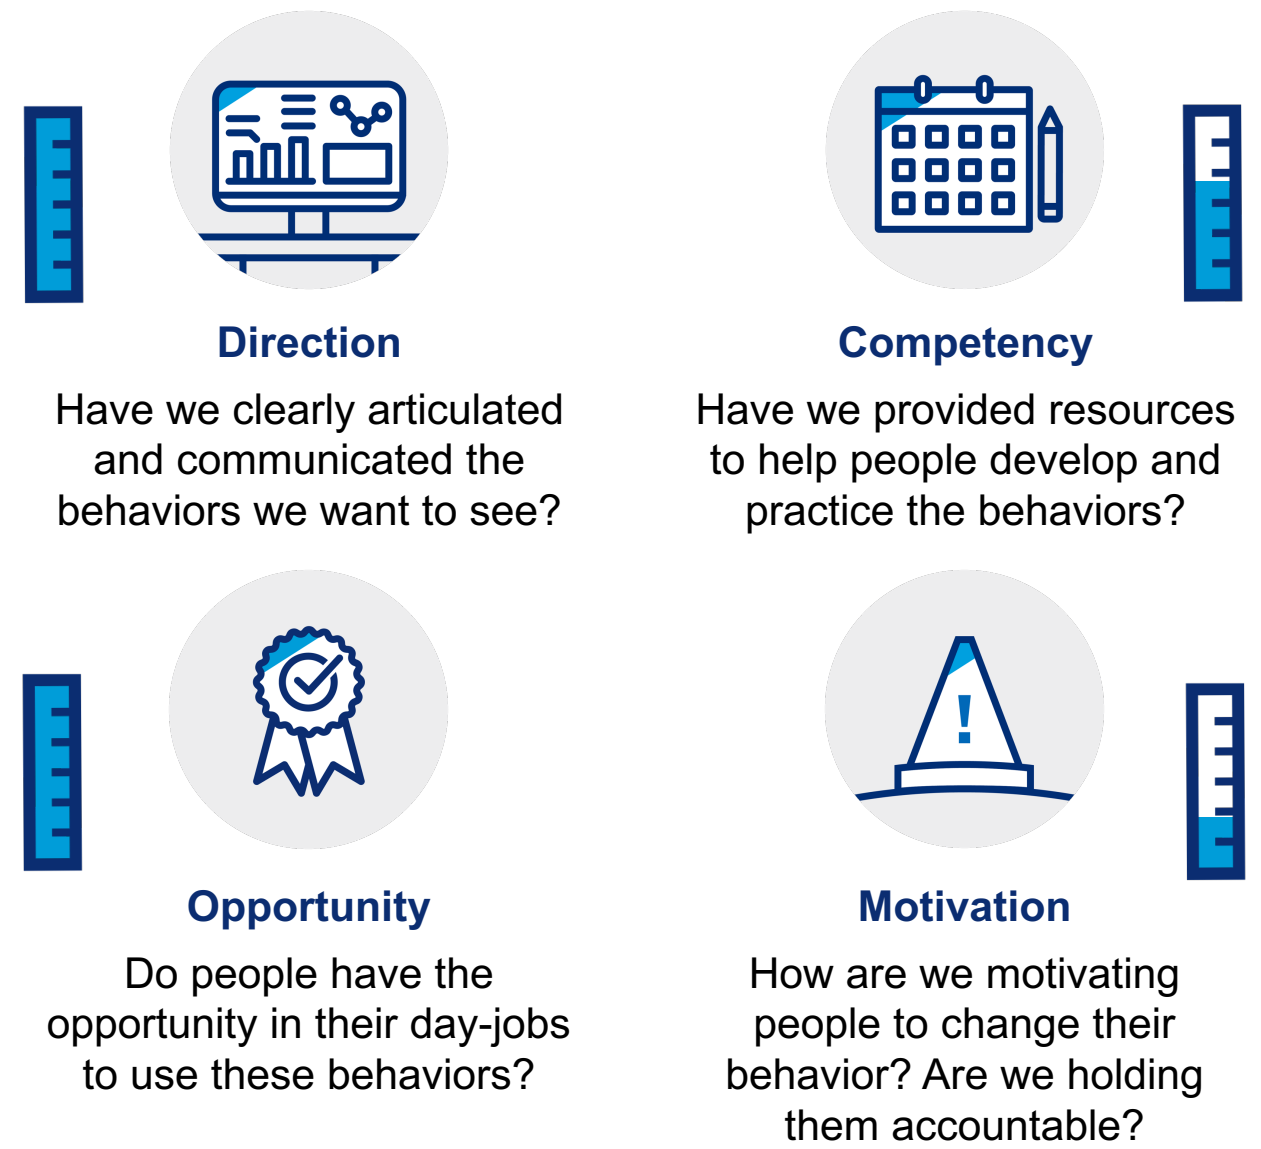 Direction
Have we clearly articulated
and communicated the
behaviors we want to see?
Competency
Have we provided resources
to help people develop and
practice the behaviors?
Opportunity
Do people have the
opportunity in their day-jobs
to use these behaviors?
!
Motivation
How are we motivating
people to change their
behavior? Are we holding
them accountable?